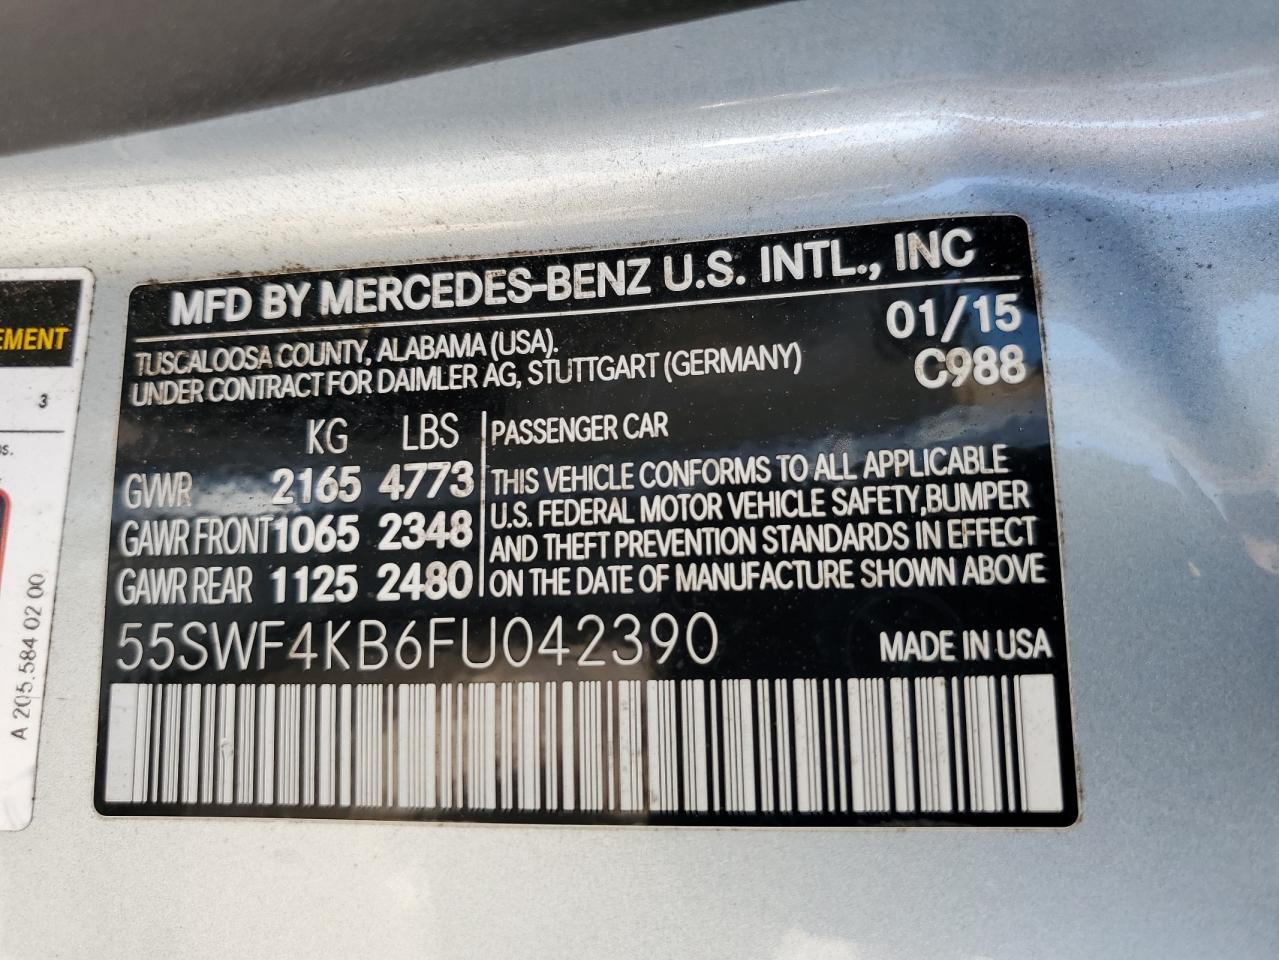 MFD BY MERCEDES-BENZ U.S. INTL., INC
01/15
TUSCALOOSA COUNTY, ALABAMA (USA).
UNDER CONTRACT FOR DAIMLER AG, STUTTGART (GERMANY)
C988
KG LBS
GVWR 2165 4773
GAWR FRONT 1065 2348
GAWR REAR 1125 2480
PASSENGER CAR
THIS VEHICLE CONFORMS TO ALL APPLICABLE
U.S. FEDERAL MOTOR VEHICLE SAFETY,BUMPER
AND THEFT PREVENTION STANDARDS IN EFFECT
ON THE DATE OF MANUFACTURE SHOWN ABOVE
55SWF4KB6FU042390
MADE IN USA
EMENT
3
A 205.584 02 00